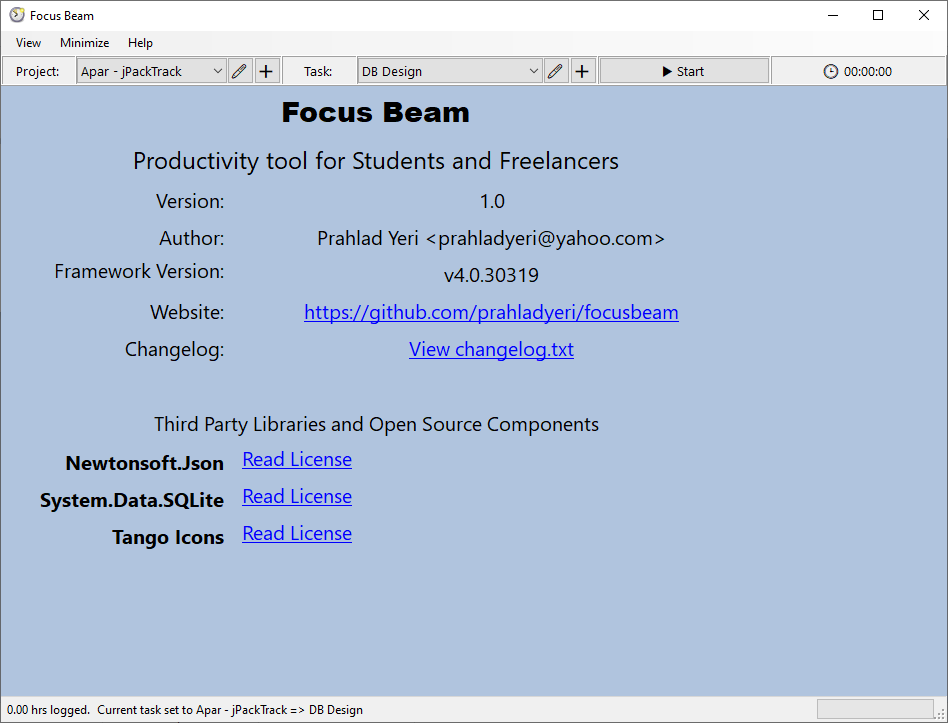 Focus Beam
View Minimize Help
Project: Apar - jPackTrack Task: DB Design Start 00:00:00
Focus Beam
Productivity tool for Students and Freelancers
Version: 1.0
Author: Prahlad Yeri <prahladyeri@yahoo.com>
Framework Version: v4.0.30319
Website: https://github.com/prahladyeri/focusbeam
Changelog: View changelog.txt
Third Party Libraries and Open Source Components
Newtonsoft.Json Read License
System.Data.SQLite Read License
Tango Icons Read License
0.00 hrs logged. Current task set to Apar - jPackTrack => DB Design